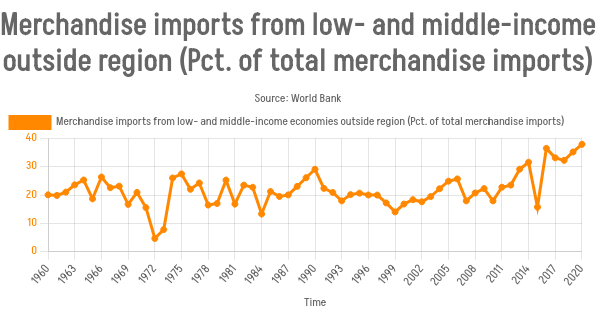 Merchandise imports from low- and middle-income
outside region (Pct. of total merchandise imports)
Source: World Bank
Merchandise imports from low- and middle-income economies outside region (Pct. of total merchandise imports)
40
30
20
10
0
1960 1963 1966 1969 1972 1975 1978 1981 1984 1987 1990 1993 1996 1999 2002 2005 2008 2011 2014 2017 2020
Time